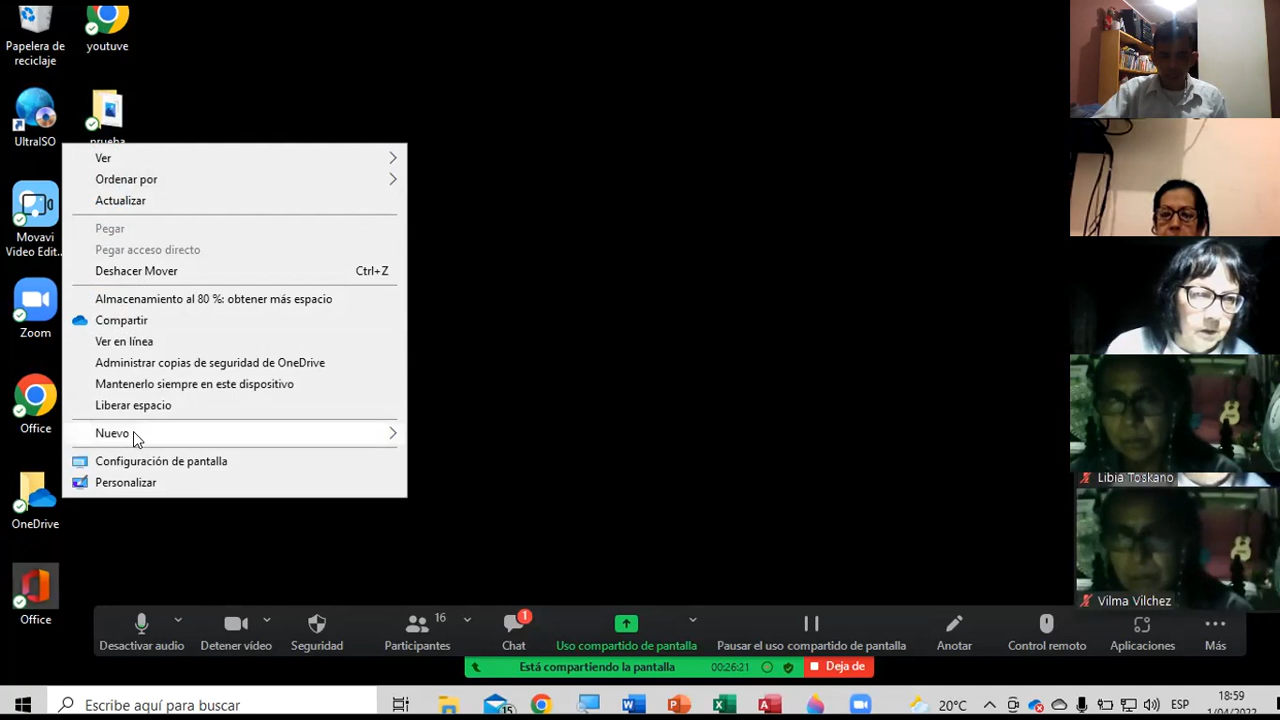 Papelera de
reciclaje
youtuve
UltraISO
prueba
Movavi
Video Edit...
Zoom
Office
OneDrive
Office
Ver
Ordenar por
Actualizar
Pegar
Pegar acceso directo
Deshacer Mover Ctrl+Z
Almacenamiento al 80 %: obtener más espacio
Compartir
Ver en línea
Administrar copias de seguridad de OneDrive
Mantenerlo siempre en este dispositivo
Liberar espacio
Nuevo
Configuración de pantalla
Personalizar
Libia Toskano
Vilma Vilchez
16
1
Desactivar audio
Detener vídeo
Seguridad
Participantes
Chat
Uso compartido de pantalla
Pausar el uso compartido de pantalla
Anotar
Control remoto
Aplicaciones
Más
Está compartiendo la pantalla 00:26:21 Deja de
Escribe aquí para buscar
15
20°C
ESP
18:59
1/04/2022